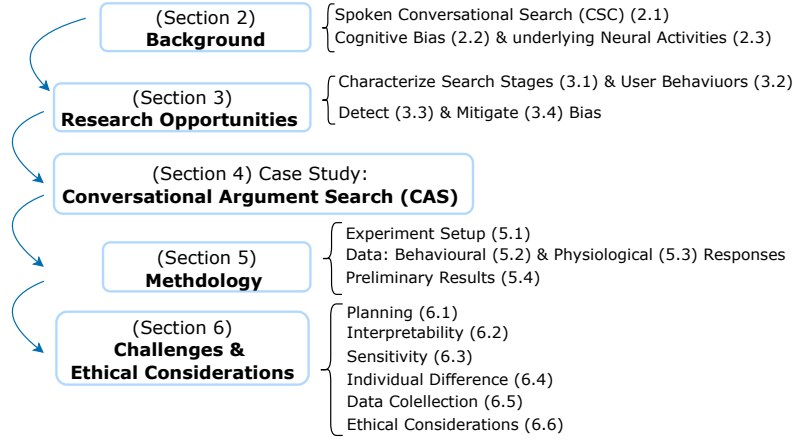 (Section 2)
Background
Spoken Conversational Search (CSC) (2.1)
Cognitive Bias (2.2) & underlying Neural Activities (2.3)
(Section 3)
Research Opportunities
Characterize Search Stages (3.1) & User Behaviuors (3.2)
Detect (3.3) & Mitigate (3.4) Bias
(Section 4) Case Study:
Conversational Argument Search (CAS)
(Section 5)
Methdology
Experiment Setup (5.1)
Data: Behavioural (5.2) & Physiological (5.3) Responses
Preliminary Results (5.4)
(Section 6)
Challenges &
Ethical Considerations
Planning (6.1)
Interpretability (6.2)
Sensitivity (6.3)
Individual Difference (6.4)
Data Colellection (6.5)
Ethical Considerations (6.6)